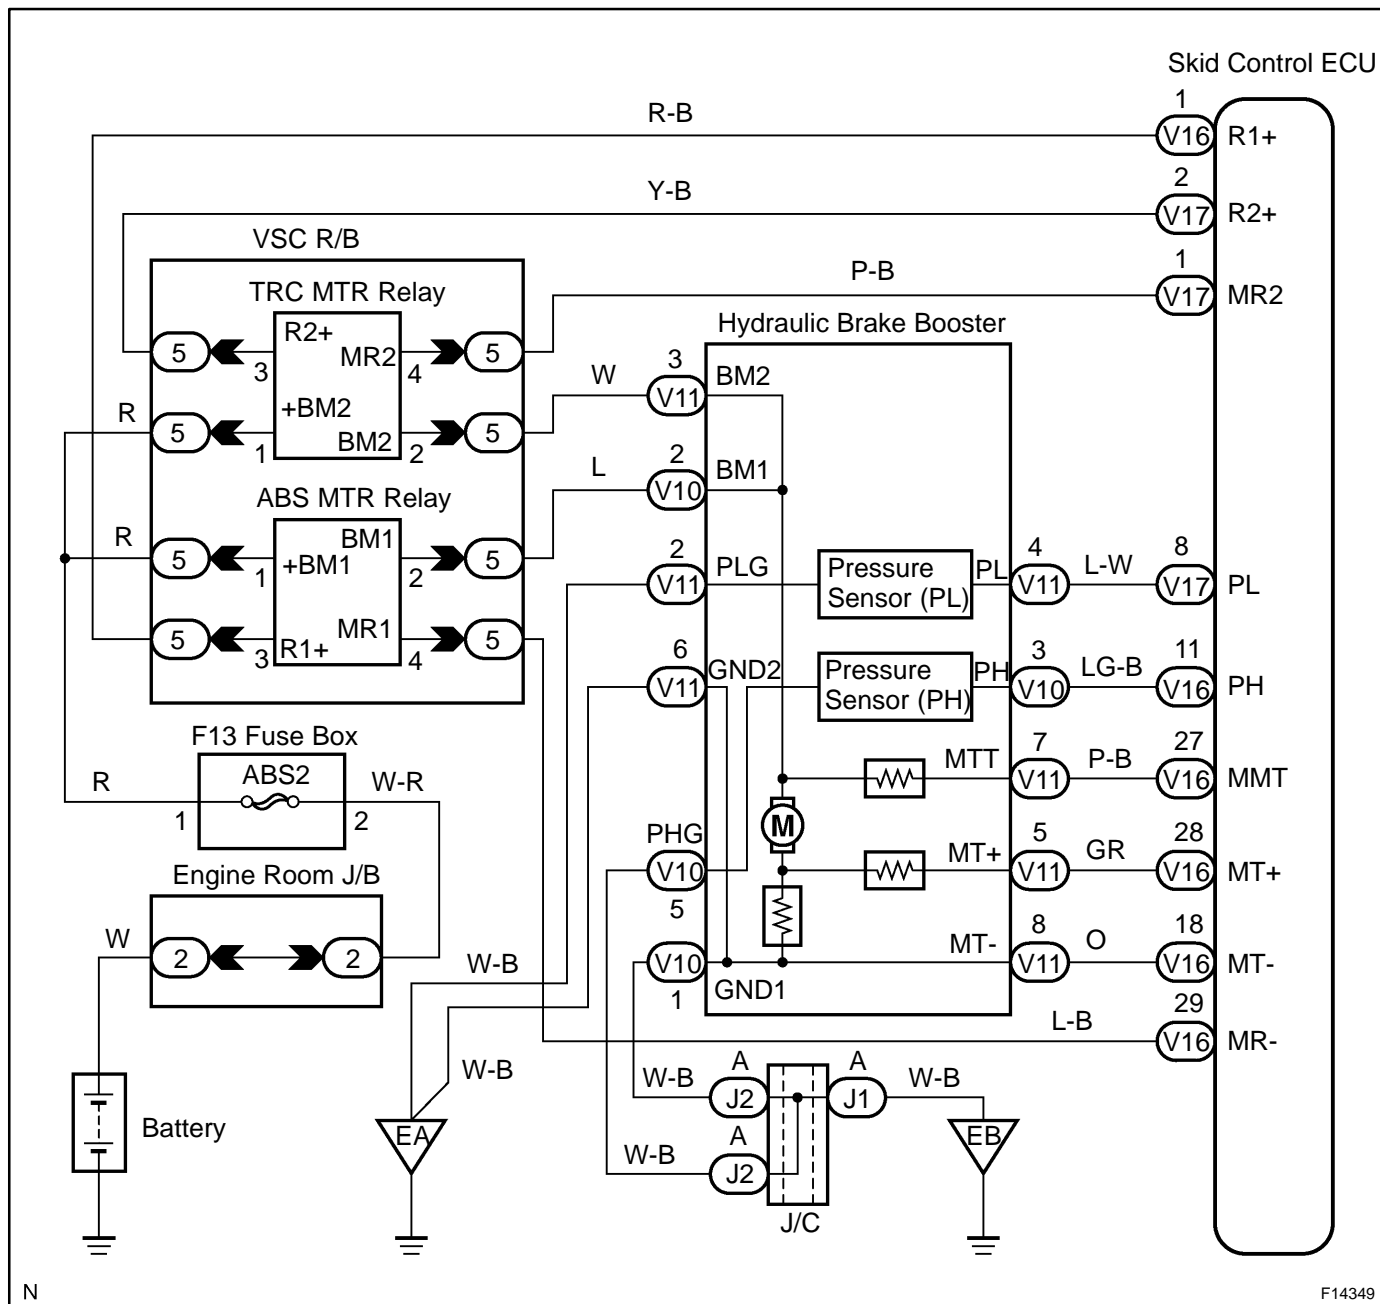 Skid Control ECU
1
R-B
V16
R1+
2
Y-B
V17
R2+
VSC R/B
1
P-B
V17
MR2
TRC MTR Relay
Hydraulic Brake Booster
R2+
5
MR2
5
3
4
3
W
BM2
V11
R
+BM2
5
BM2
5
1
2
2
L
BM1
V10
ABS MTR Relay
R
BM1
5
+BM1
5
1
2
2
PLG
V11
Pressure
Sensor (PL)
PL
4
V11
L-W
8
V17
PL
MR1
5
R1+
5
3
4
6
GND2
V11
Pressure
Sensor (PH)
PH
3
V10
LG-B
11
V16
PH
F13 Fuse Box
ABS2
R
W-R
1
2
MTT
7
V11
P-B
27
V16
MMT
M
PHG
V10
5
MT+
5
V11
GR
28
V16
MT+
Engine Room J/B
W
2
2
W-B
V10
1
GND1
MT-
8
V11
O
18
V16
MT-
L-B
29
V16
MR-
W-B
W-B
A
J2
A
J1
W-B
Battery
EA
A
W-B
J2
EB
J/C
N
F14349